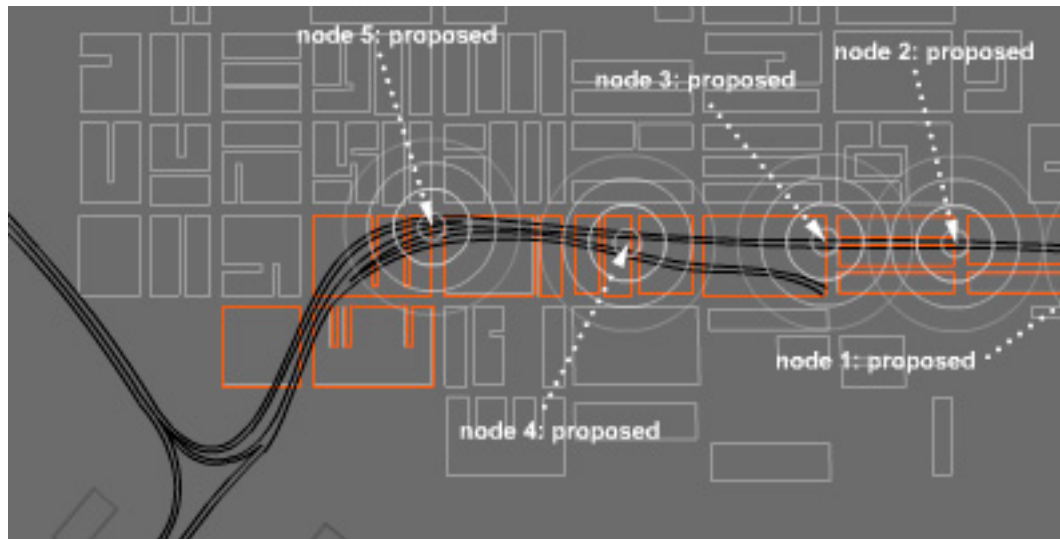 node 5: proposed
node 2: proposed
node 3: proposed
node 1: proposed
node 4: proposed